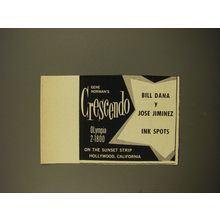 GENE
NORMAN'S
Crescendo
OLympia
2-1800
ON THE SUNSET STRIP
HOLLYWOOD, CALIFORNIA
BILL DANA
y
JOSE JIMINEZ
INK SPOTS